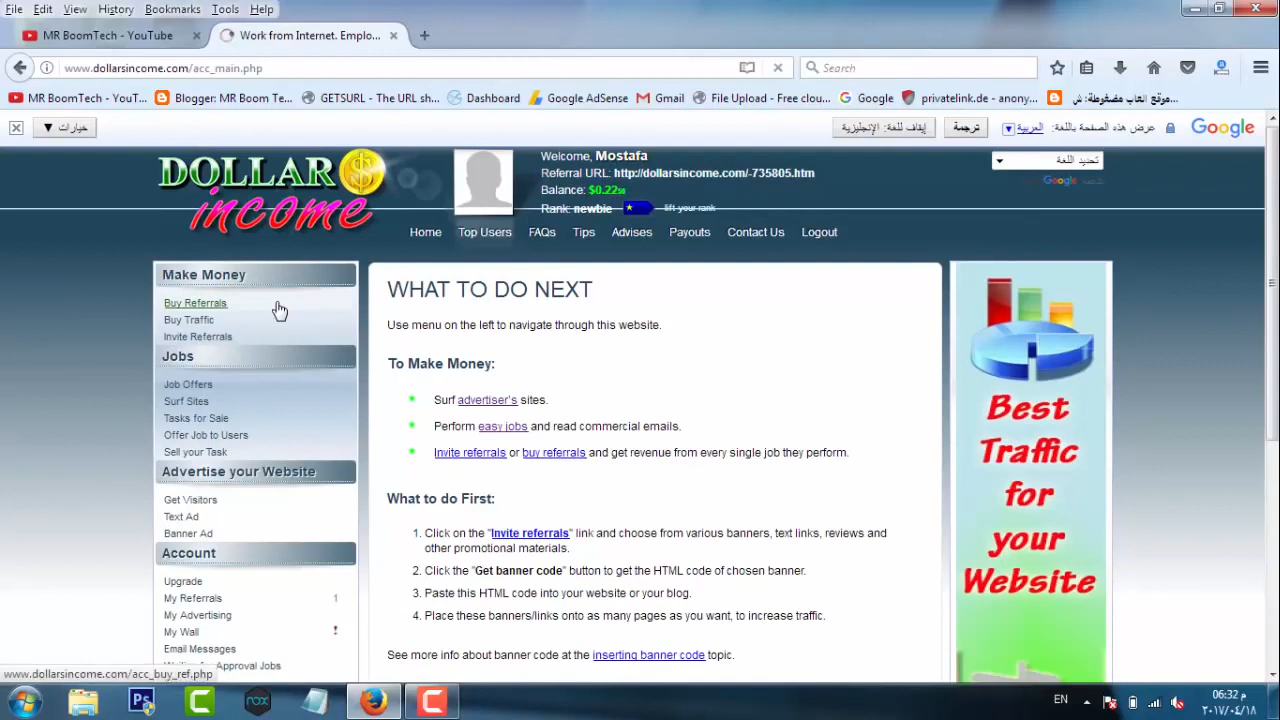 File Edit View History Bookmarks Tools Help
MR BoomTech - YouTube × Work from Internet. Emplo... × +
www.dollarsincome.com/acc_main.php
Search
MR BoomTech - YouT... Blogger: MR Boom Te... GETSURL - The URL sh... Dashboard Google AdSense Gmail File Upload - Free clou... Google privatelink.de - anony... موقع العاب مضغوطة: ش...
Google عرض هذه الصفحة باللغة: العربية ترجمة إيقاف للغة: الإنجليزية خيارات ▼
DOLLAR $
income
Welcome, Mostafa
Referral URL: http://dollarsincome.com/-735805.htm
Balance: $0.22
Rank: newbie lift your rank
تحديد اللغة
Google
Home Top Users FAQs Tips Advises Payouts Contact Us Logout
Make Money
Buy Referrals
Buy Traffic
Invite Referrals
Jobs
Job Offers
Surf Sites
Tasks for Sale
Offer Job to Users
Sell your Task
Advertise your Website
Get Visitors
Text Ad
Banner Ad
Account
Upgrade
My Referrals 1
My Advertising
My Wall !
Email Messages
Waiting for Approval Jobs
WHAT TO DO NEXT
Use menu on the left to navigate through this website.
To Make Money:
Surf advertiser's sites.
Perform easy jobs and read commercial emails.
Invite referrals or buy referrals and get revenue from every single job they perform.
What to do First:
1. Click on the "Invite referrals" link and choose from various banners, text links, reviews and
other promotional materials.
2. Click the "Get banner code" button to get the HTML code of chosen banner.
3. Paste this HTML code into your website or your blog.
4. Place these banners/links onto as many pages as you want, to increase traffic.
See more info about banner code at the inserting banner code topic.
Best
Traffic
for
your
Website
www.dollarsincome.com/acc_buy_ref.php
Ps
nox
EN
06:32 م
٢٠١٧/٠٤/١٨